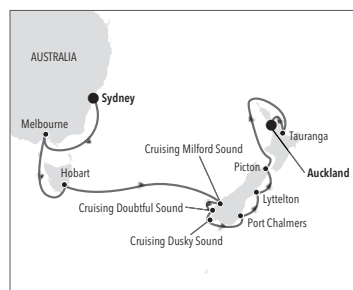 AUSTRALIA
Sydney
Melbourne
Hobart
Cruising Milford Sound
Cruising Doubtful Sound
Cruising Dusky Sound
Port Chalmers
Lyttelton
Picton
Auckland
Tauranga